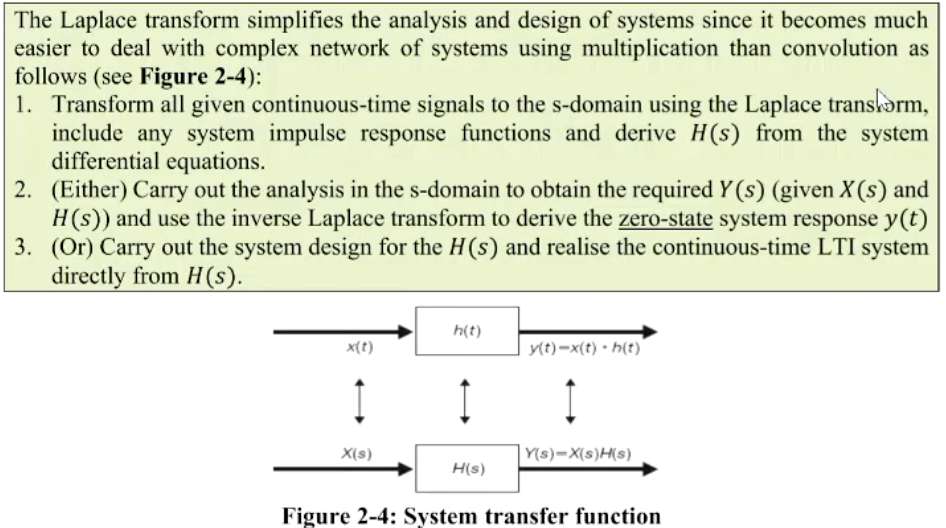 The Laplace transform simplifies the analysis and design of systems since it becomes much
easier to deal with complex network of systems using multiplication than convolution as
follows (see Figure 2-4):
1. Transform all given continuous-time signals to the s-domain using the Laplace transform,
include any system impulse response functions and derive H(s) from the system
differential equations.
2. (Either) Carry out the analysis in the s-domain to obtain the required Y(s) (given X(s) and
H(s)) and use the inverse Laplace transform to derive the zero-state system response y(t)
3. (Or) Carry out the system design for the H(s) and realise the continuous-time LTI system
directly from H(s).
x(t)
h(t)
y(t)=x(t) * h(t)
X(s)
H(s)
Y(s)=X(s)H(s)
Figure 2-4: System transfer function